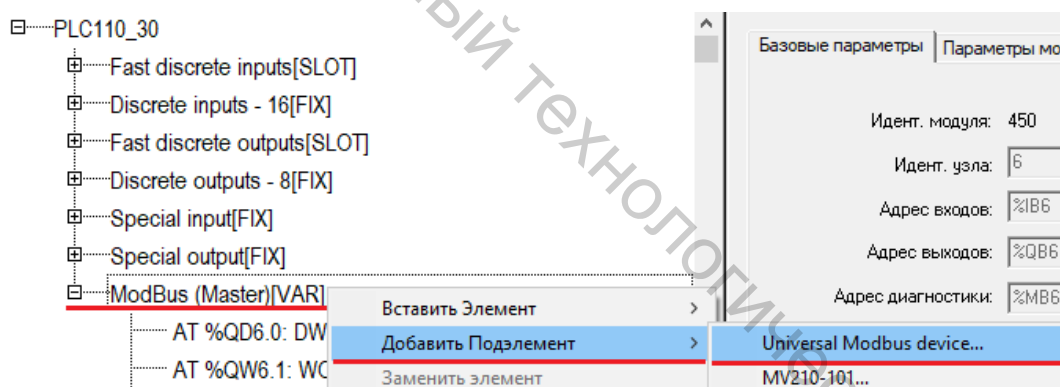 PLC110_30
Fast discrete inputs[SLOT]
Discrete inputs - 16[FIX]
Fast discrete outputs[SLOT]
Discrete outputs - 8[FIX]
Special input[FIX]
Special output[FIX]
ModBus (Master)[VAR]
AT %QD6.0: DW
AT %QW6.1: WO
Вставить Элемент
Добавить Подэлемент
Заменить элемент
Universal Modbus device...
MV210-101...
Базовые параметры
Параметры мо
Идент. модуля: 450
Идент. узла: 6
Адрес входов: %IB6
Адрес выходов: %QB6
Адрес диагностики: %MB6
технологиче